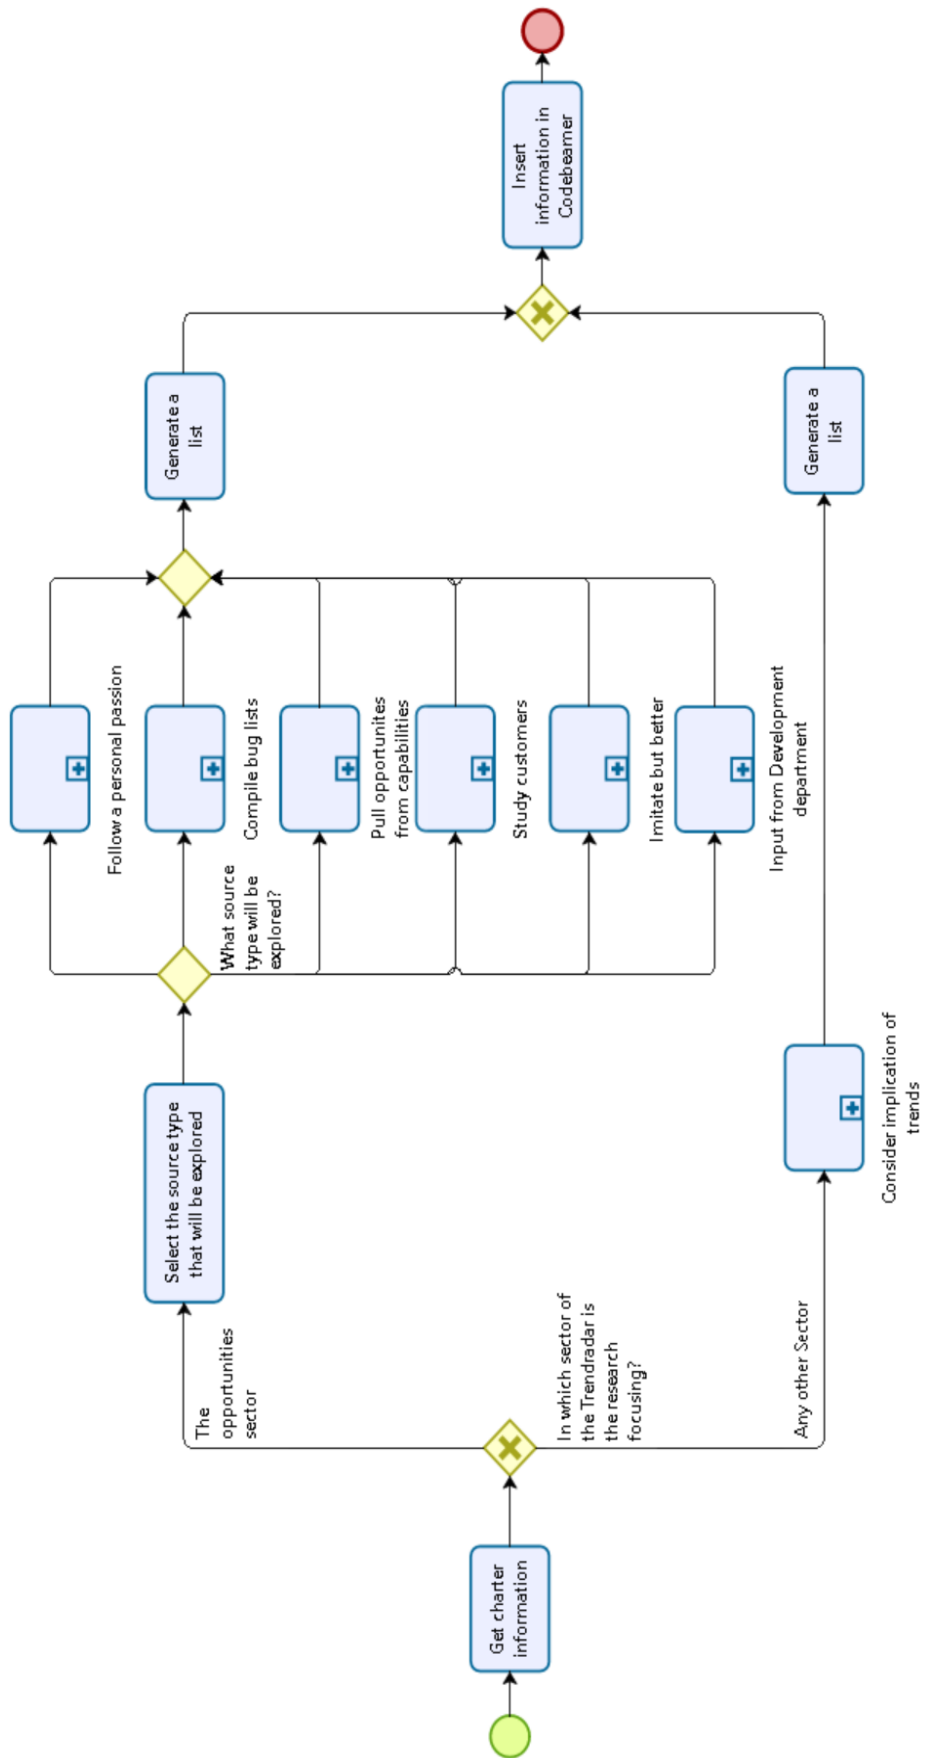 Get charter
information
In which sector of
the Trendradar is
the research
focusing?
The
opportunities
sector
Select the source type
that will be explored
What source
type will be
explored?
Follow a personal passion
Compile bug lists
Pull opportunites
from capabilities
Study customers
Imitate but better
Input from Development
department
Generate a
list
Any other Sector
Consider implication of
trends
Generate a
list
Insert
information in
Codebeamer